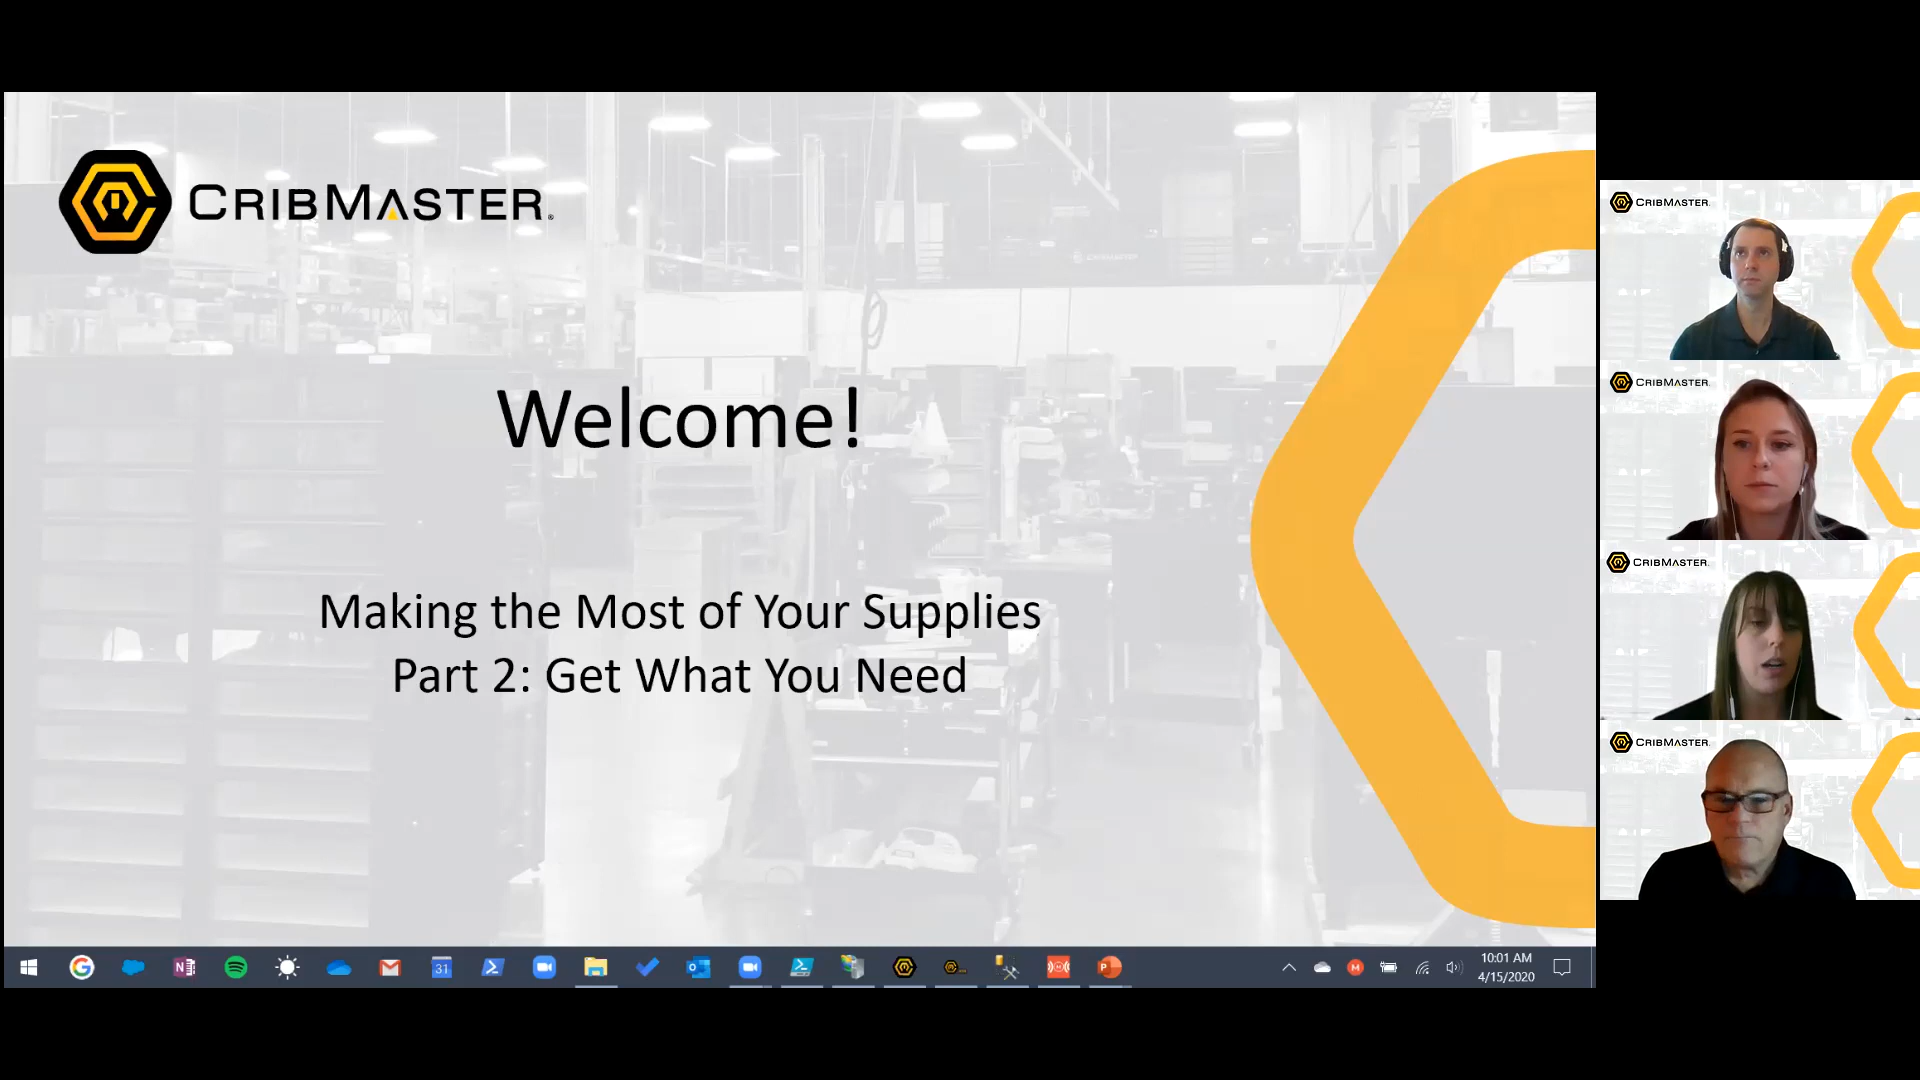 CRIBMASTER®
Welcome!
Making the Most of Your Supplies
Part 2: Get What You Need
CRIBMASTER.
CRIBMASTER.
CRIBMASTER.
CRIBMASTER.
N
31
O
M
P
10:01 AM
4/15/2020